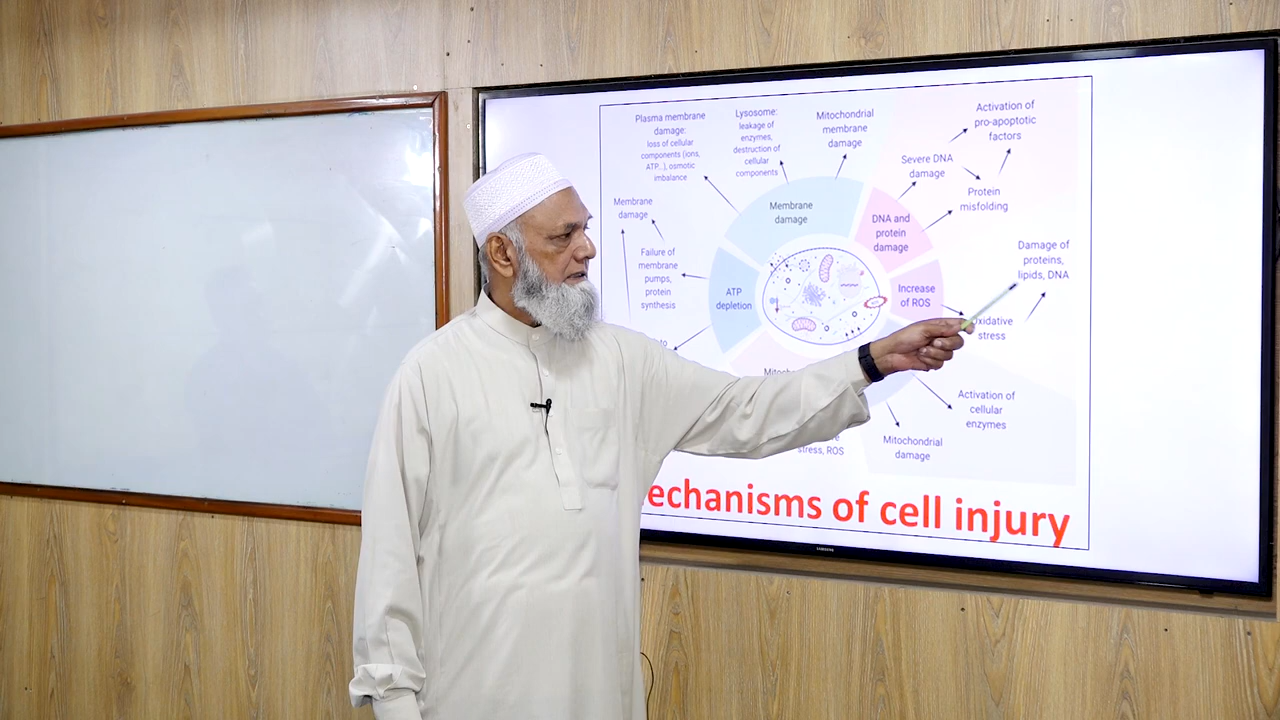 Plasma membrane
damage:
loss of cellular
components (ions,
ATP..), osmotic
imbalance
Lysosome:
leakage of
enzymes,
destruction of
cellular
components
Mitochondrial
membrane
damage
Activation of
pro-apoptotic
factors
Severe DNA
damage
Protein
misfolding
Membrane
damage
Membrane
damage
DNA and
protein
damage
Failure of
membrane
pumps,
protein
synthesis
ATP
depletion
Increase
of ROS
Damage of
proteins,
lipids, DNA
Oxidative
stress
to
Activation of
cellular
enzymes
Mitochondrial
damage
stress, ROS
mechanisms of cell injury
SAMSUNG